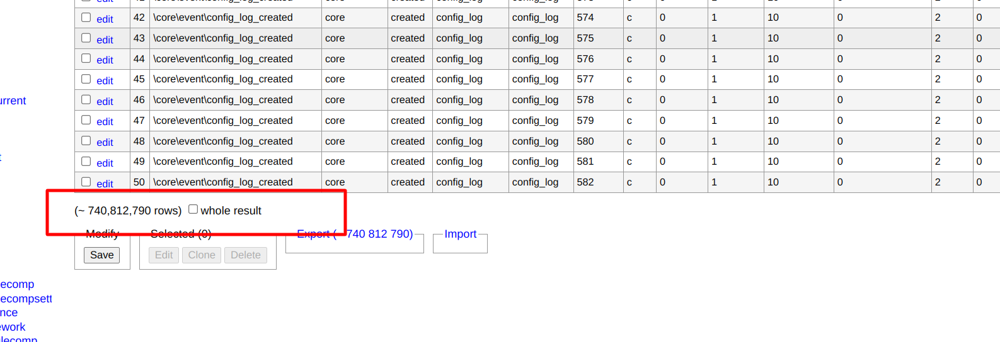 42 \core\event\config_log_created core created config_log config_log 574 c 0 1 10 0 2 0
edit
43 \core\event\config_log_created core created config_log config_log 575 c 0 1 10 0 2 0
edit
44 \core\event\config_log_created core created config_log config_log 576 c 0 1 10 0 2 0
edit
45 \core\event\config_log_created core created config_log config_log 577 c 0 1 10 0 2 0
edit
urrent
46 \core\event\config_log_created core created config_log config_log 578 c 0 1 10 0 2 0
edit
47 \core\event\config_log_created core created config_log config_log 579 c 0 1 10 0 2 0
edit
48 \core\event\config_log_created core created config_log config_log 580 c 0 1 10 0 2 0
edit
49 \core\event\config_log_created core created config_log config_log 581 c 0 1 10 0 2 0
edit
50 \core\event\config_log_created core created config_log config_log 582 c 0 1 10 0 2 0
edit
(~ 740,812,790 rows) whole result
Modify Selected (0) Export ( 740 812 790) Import
Save Edit Clone Delete
ecomp
ecompsett
nce
ework
lecomp